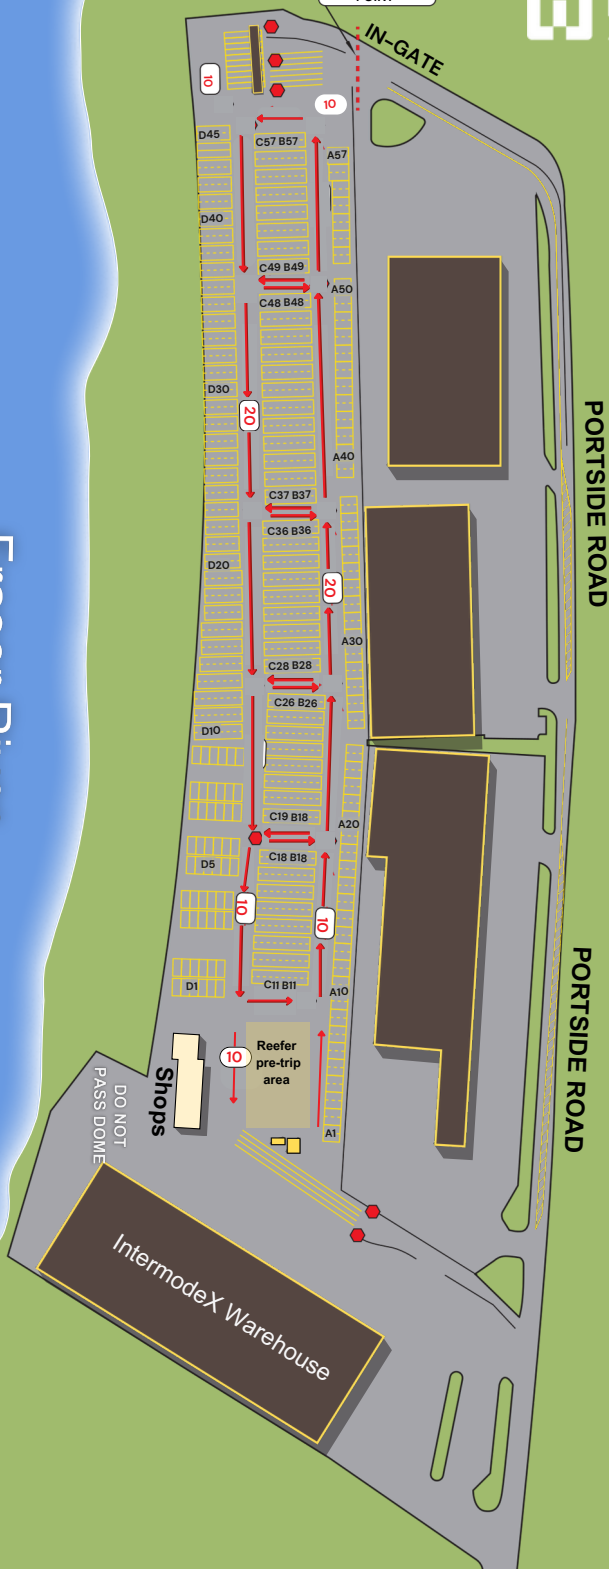 IN-GATE
10
10
D45
C57 B57
A57
D40
C49 B49
A50
C48 B48
D30
20
PORTSIDE ROAD
A40
C37 B37
C36 B36
D20
20
A30
C28 B28
C26 B26
D10
C19 B18
A20
C18 B18
D5
10
10
C11 B11
D1
A10
PORTSIDE ROAD
10
Reefer
pre-trip
area
Shops
DO NOT
PASS DOME
A1
IntermodeX Warehouse